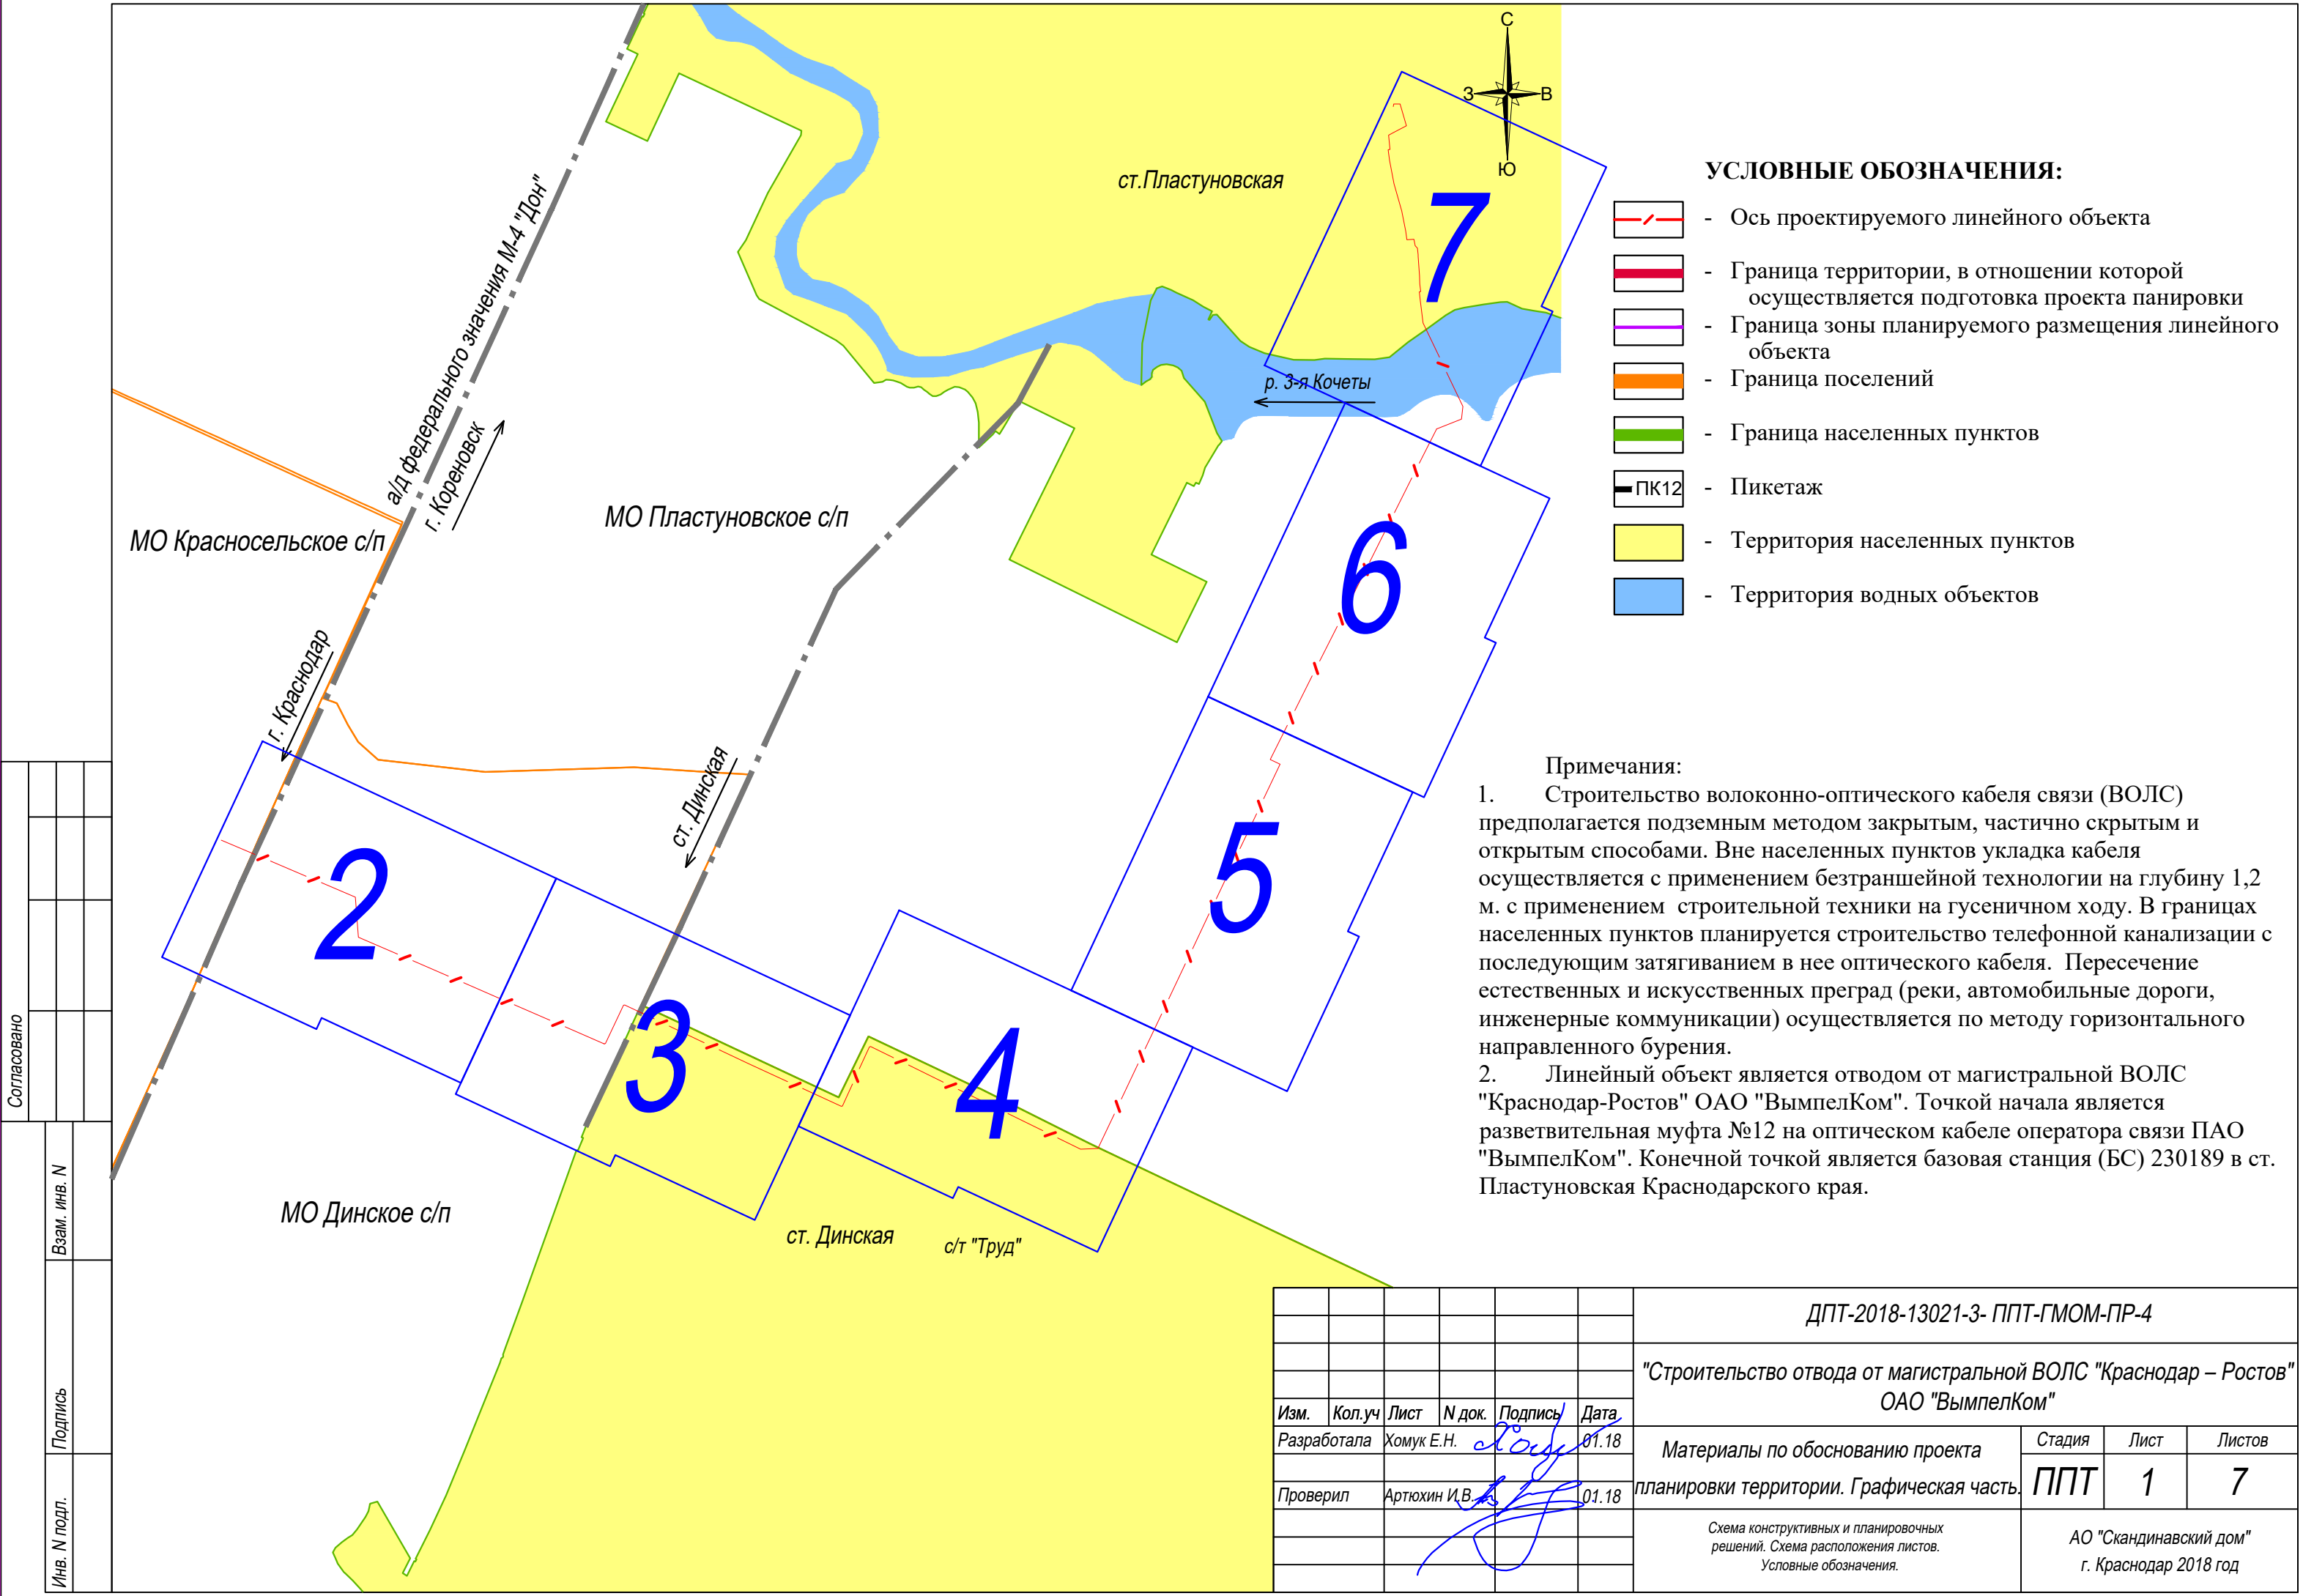 С
З
В
Ю
ст.Пластуновская
7
а/д федерального значения М-4 "Дон"
г. Кореновск
р. 3-я Кочеты
МО Красносельское с/п
МО Пластуновское с/п
6
г. Краснодар
ст. Динская
2
5
3
4
МО Динское с/п
ст. Динская
с/т "Труд"
УСЛОВНЫЕ ОБОЗНАЧЕНИЯ:
- Ось проектируемого линейного объекта
- Граница территории, в отношении которой
осуществляется подготовка проекта панировки
- Граница зоны планируемого размещения линейного
объекта
- Граница поселений
- Граница населенных пунктов
ПК12 - Пикетаж
- Территория населенных пунктов
- Территория водных объектов
Примечания:
1. Строительство волоконно-оптического кабеля связи (ВОЛС)
предполагается подземным методом закрытым, частично скрытым и
открытым способами. Вне населенных пунктов укладка кабеля
осуществляется с применением безтраншейной технологии на глубину 1,2
м. с применением строительной техники на гусеничном ходу. В границах
населенных пунктов планируется строительство телефонной канализации с
последующим затягиванием в нее оптического кабеля. Пересечение
естественных и искусственных преград (реки, автомобильные дороги,
инженерные коммуникации) осуществляется по методу горизонтального
направленного бурения.
2. Линейный объект является отводом от магистральной ВОЛС
"Краснодар-Ростов" ОАО "ВымпелКом". Точкой начала является
разветвительная муфта №12 на оптическом кабеле оператора связи ПАО
"ВымпелКом". Конечной точкой является базовая станция (БС) 230189 в ст.
Пластуновская Краснодарского края.
Согласовано
Взам. инв. N
Подпись
Инв. N подл.
ДПТ-2018-13021-3- ППТ-ГМОМ-ПР-4
"Строительство отвода от магистральной ВОЛС "Краснодар – Ростов"
ОАО "ВымпелКом"
Изм. Кол.уч Лист N док. Подпись Дата
Разработала Хомук Е.Н. 01.18
Проверил Артюхин И.В. 01.18
Материалы по обоснованию проекта
планировки территории. Графическая часть.
Стадия Лист Листов
ППТ 1 7
Схема конструктивных и планировочных
решений. Схема расположения листов.
Условные обозначения.
АО "Скандинавский дом"
г. Краснодар 2018 год